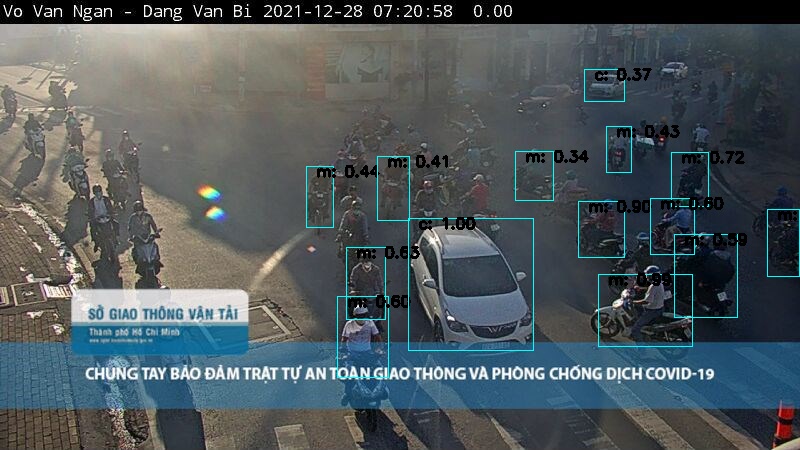 Vo Van Ngan - Dang Van Bi 2021-12-28 07:20:58  0.00
c: 0.37
m: 0.43
m: 0.34
m: 0.72
m: 0.41
m: 0.44
m: 0.90
m: 0.60
m:
c: 1.00
m: 0.59
m: 0.63
m: 0.99
m: 0.60
SỞ GIAO THÔNG VẬN TẢI
Thành phố Hồ Chí Minh
CHUNG TAY BẢO ĐẢM TRẬT TỰ AN TOÀN GIAO THÔNG VÀ PHÒNG CHỐNG DỊCH COVID-19